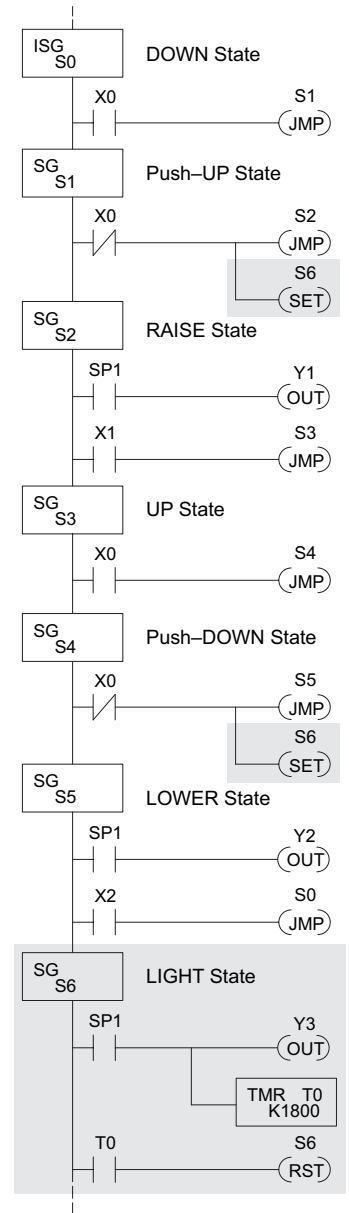 ISG
S0
DOWN State
X0
S1
JMP
SG
S1
Push–UP State
X0
S2
JMP
S6
SET
SG
S2
RAISE State
SP1
Y1
OUT
X1
S3
JMP
SG
S3
UP State
X0
S4
JMP
SG
S4
Push–DOWN State
X0
S5
JMP
S6
SET
SG
S5
LOWER State
SP1
Y2
OUT
X2
S0
JMP
SG
S6
LIGHT State
SP1
Y3
OUT
TMR T0
K1800
T0
S6
RST